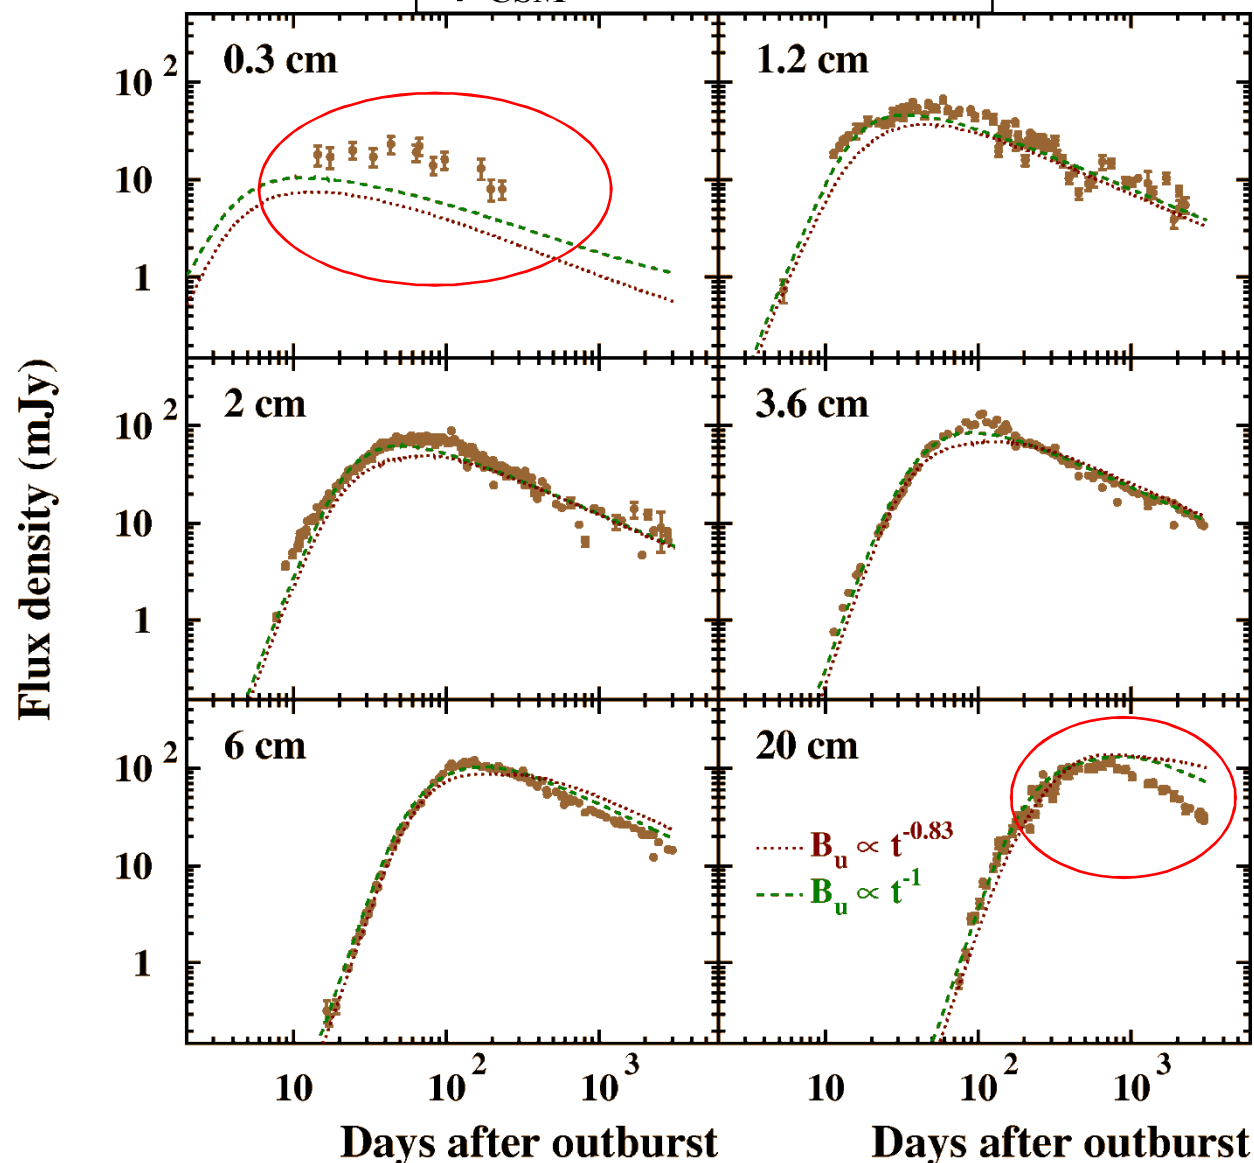 CSM
0.3 cm
1.2 cm
10 2
10
1
2 cm
3.6 cm
10 2
10
1
6 cm
20 cm
10 2
10
1
B u ∝ t -0.83
B u ∝ t -1
Flux density (mJy)
10 10 2 10 3
10 10 2 10 3
Days after outburst
Days after outburst